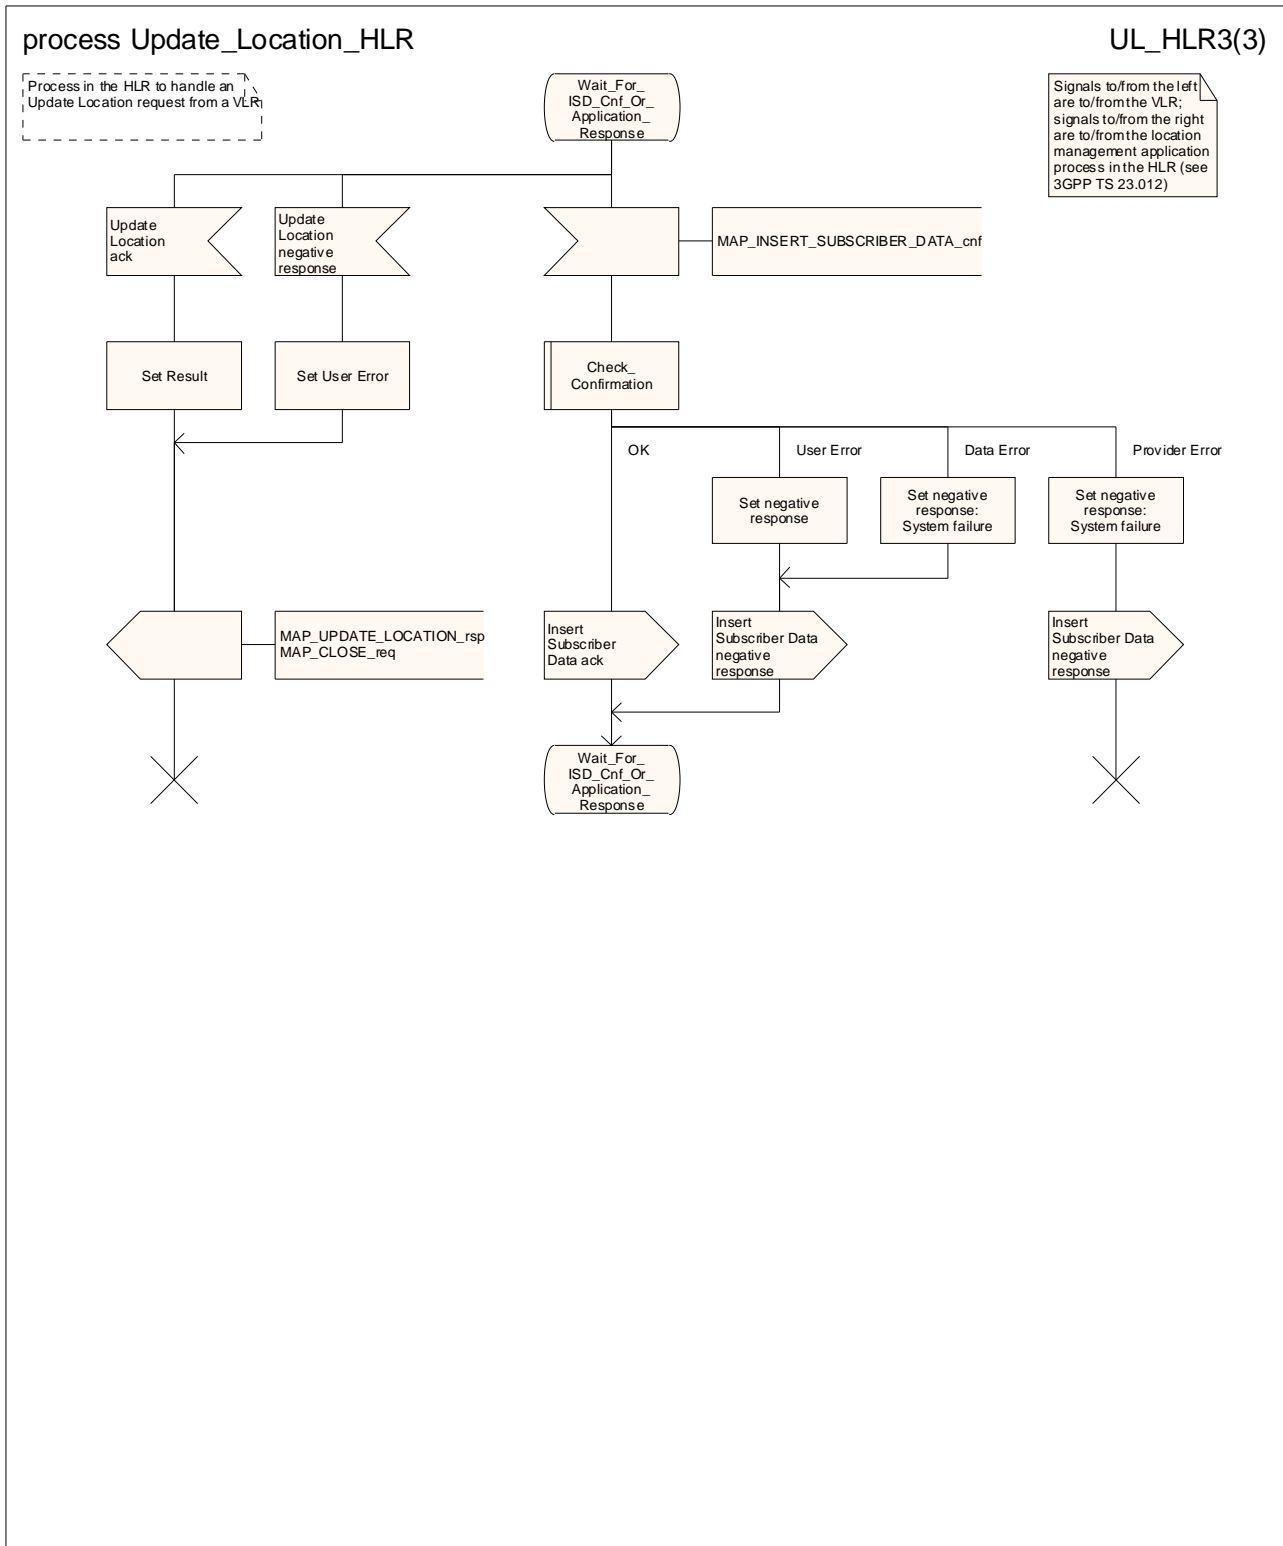 process Update_Location_HLR
UL_HLR3(3)
Process in the HLR to handle an
Update Location request from a VLR
Wait_For_
ISD_Cnf_Or_
Application_
Response
Signals to/from the left
are to/from the VLR;
signals to/from the right
are to/from the location
management application
process in the HLR (see
3GPP TS 23.012)
Update
Location
ack
Update
Location
negative
response
MAP_INSERT_SUBSCRIBER_DATA_cnf
Set Result
Set User Error
Check_
Confirmation
OK
User Error
Data Error
Provider Error
Set negative
response
Set negative
response:
System failure
Set negative
response:
System failure
MAP_UPDATE_LOCATION_rsp
MAP_CLOSE_req
Insert
Subscriber
Data ack
Insert
Subscriber Data
negative
response
Insert
Subscriber Data
negative
response
Wait_For_
ISD_Cnf_Or_
Application_
Response